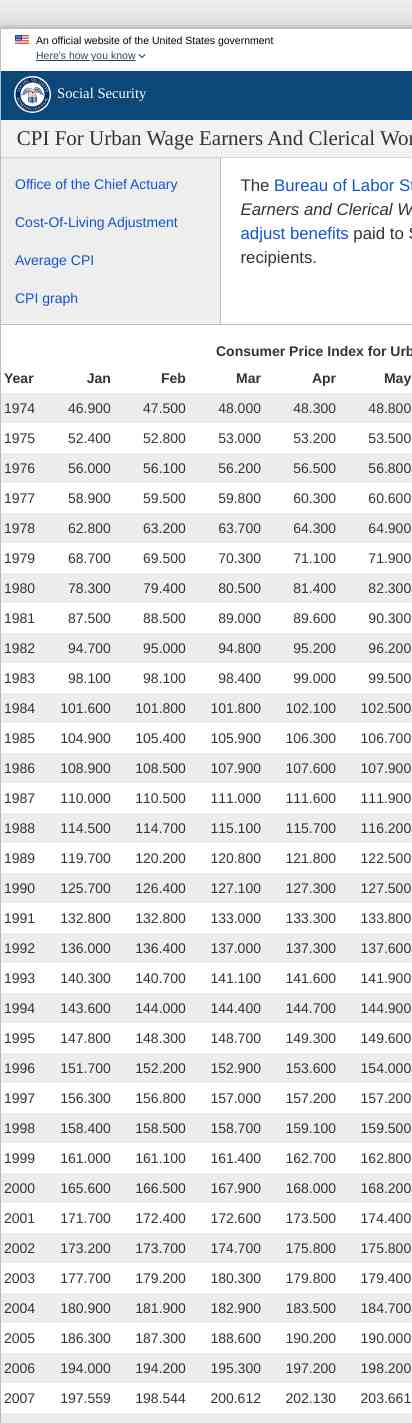 An official website of the United States government
Here's how you know
Social Security
CPI For Urban Wage Earners And Clerical Wor
Office of the Chief Actuary
Cost-Of-Living Adjustment
Average CPI
CPI graph
The Bureau of Labor St
Earners and Clerical W
adjust benefits paid to S
recipients.
Consumer Price Index for Urb
Year Jan Feb Mar Apr May
1974 46.900 47.500 48.000 48.300 48.800
1975 52.400 52.800 53.000 53.200 53.500
1976 56.000 56.100 56.200 56.500 56.800
1977 58.900 59.500 59.800 60.300 60.600
1978 62.800 63.200 63.700 64.300 64.900
1979 68.700 69.500 70.300 71.100 71.900
1980 78.300 79.400 80.500 81.400 82.300
1981 87.500 88.500 89.000 89.600 90.300
1982 94.700 95.000 94.800 95.200 96.200
1983 98.100 98.100 98.400 99.000 99.500
1984 101.600 101.800 101.800 102.100 102.500
1985 104.900 105.400 105.900 106.300 106.700
1986 108.900 108.500 107.900 107.600 107.900
1987 110.000 110.500 111.000 111.600 111.900
1988 114.500 114.700 115.100 115.700 116.200
1989 119.700 120.200 120.800 121.800 122.500
1990 125.700 126.400 127.100 127.300 127.500
1991 132.800 132.800 133.000 133.300 133.800
1992 136.000 136.400 137.000 137.300 137.600
1993 140.300 140.700 141.100 141.600 141.900
1994 143.600 144.000 144.400 144.700 144.900
1995 147.800 148.300 148.700 149.300 149.600
1996 151.700 152.200 152.900 153.600 154.000
1997 156.300 156.800 157.000 157.200 157.200
1998 158.400 158.500 158.700 159.100 159.500
1999 161.000 161.100 161.400 162.700 162.800
2000 165.600 166.500 167.900 168.000 168.200
2001 171.700 172.400 172.600 173.500 174.400
2002 173.200 173.700 174.700 175.800 175.800
2003 177.700 179.200 180.300 179.800 179.400
2004 180.900 181.900 182.900 183.500 184.700
2005 186.300 187.300 188.600 190.200 190.000
2006 194.000 194.200 195.300 197.200 198.200
2007 197.559 198.544 200.612 202.130 203.661